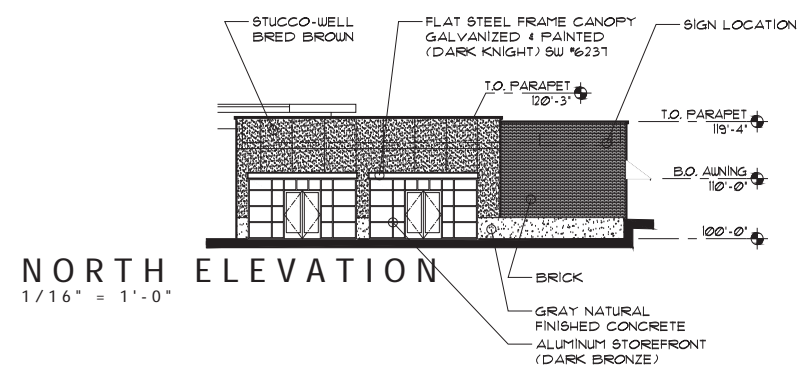 STUCCO-WELL
BRED BROWN
FLAT STEEL FRAME CANOPY
GALVANIZED & PAINTED
(DARK KNIGHT) SW #6237
SIGN LOCATION
T.O. PARAPET
120'-3"
T.O. PARAPET
119'-4"
B.O. AWNING
110'-0"
100'-0"
NORTH ELEVATION
1/16" = 1'-0"
BRICK
GRAY NATURAL
FINISHED CONCRETE
ALUMINUM STOREFRONT
(DARK BRONZE)